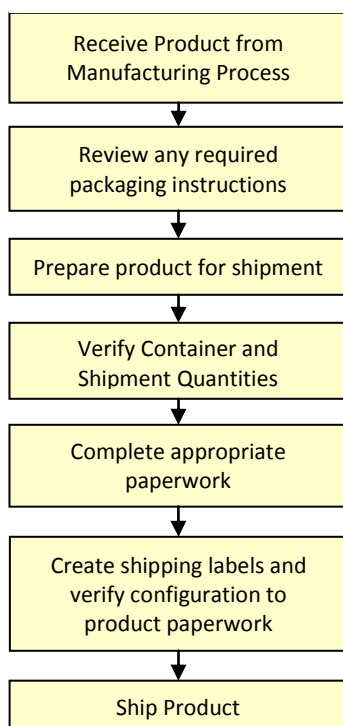 Receive Product from
Manufacturing Process
Review any required
packaging instructions
Prepare product for shipment
Verify Container and
Shipment Quantities
Complete appropriate
paperwork
Create shipping labels and
verify configuration to
product paperwork
Ship Product